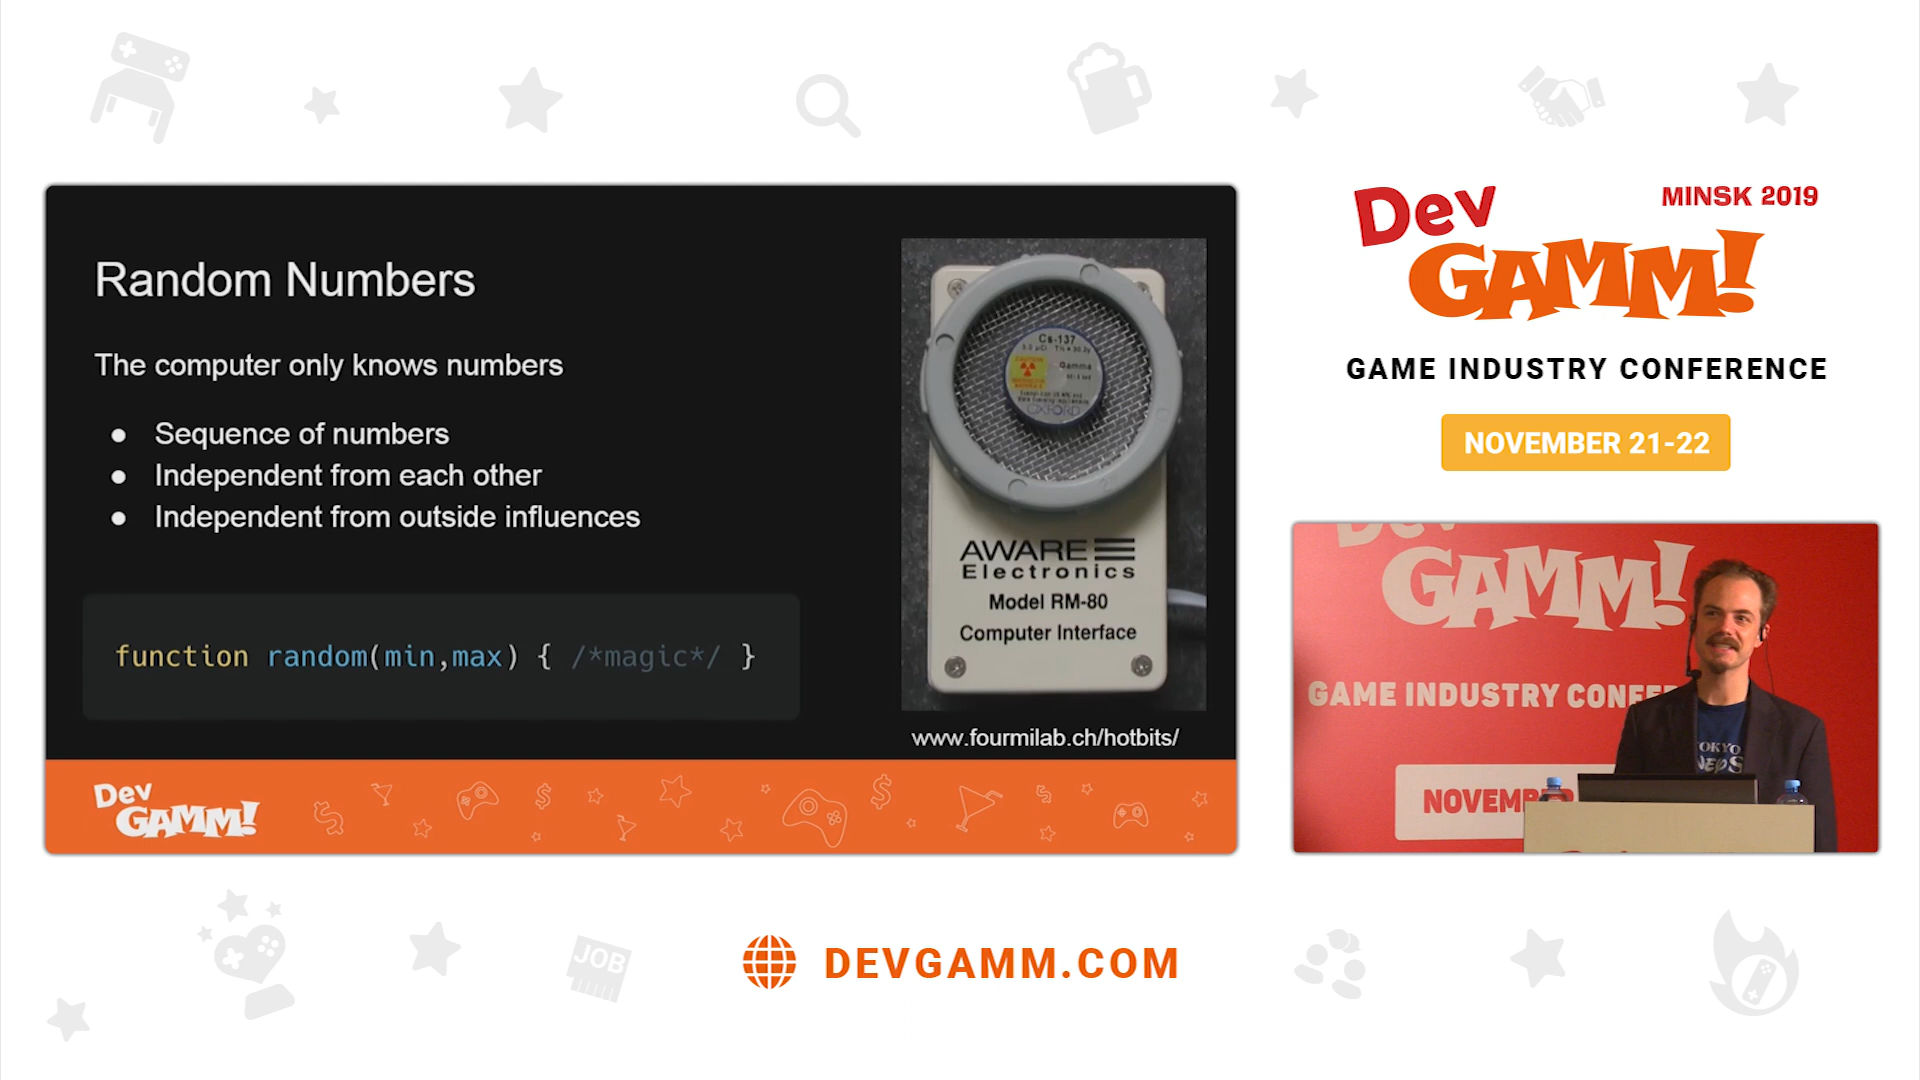 Random Numbers
The computer only knows numbers
Sequence of numbers
Independent from each other
Independent from outside influences
function random(min,max) { /*magic*/ }
Cs-137
Gamma
OXFORD
AWARE
Electronics
Model RM-80
Computer Interface
www.fourmilab.ch/hotbits/
Dev
GAMM!
Dev
MINSK 2019
GAMM!
GAME INDUSTRY CONFERENCE
NOVEMBER 21-22
Dev
GAMM!
GAME INDUSTRY CONFE
NOVEMB
OKYO
JOB
DEVGAMM.COM